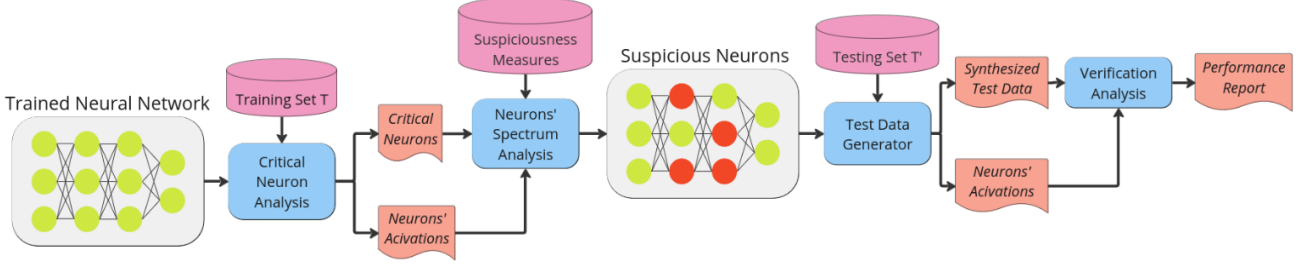 Trained Neural Network
Training Set T
Critical
Neuron
Analysis
Critical
Neurons
Neurons'
Acivations
Suspiciousness
Measures
Neurons'
Spectrum
Analysis
Suspicious Neurons
Testing Set T'
Test Data
Generator
Synthesized
Test Data
Neurons'
Acivations
Verification
Analysis
Performance
Report